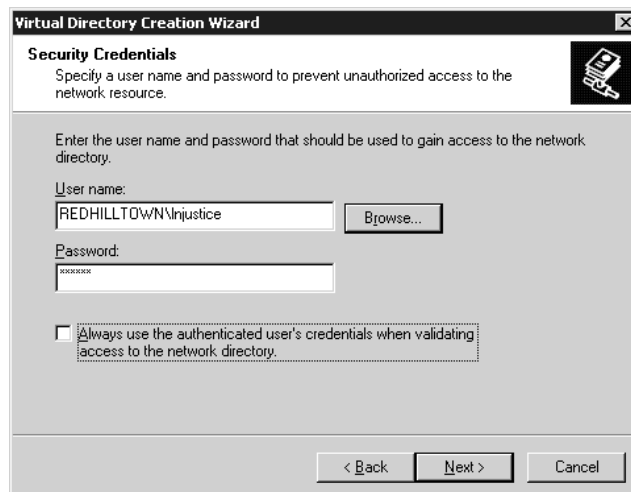 Virtual Directory Creation Wizard
Security Credentials
Specify a user name and password to prevent unauthorized access to the
network resource.
Enter the user name and password that should be used to gain access to the network
directory.
User name:
REDHILLTOWN\Injustice
Browse...
Password:
××××××
Always use the authenticated user's credentials when validating
access to the network directory.
< Back
Next >
Cancel